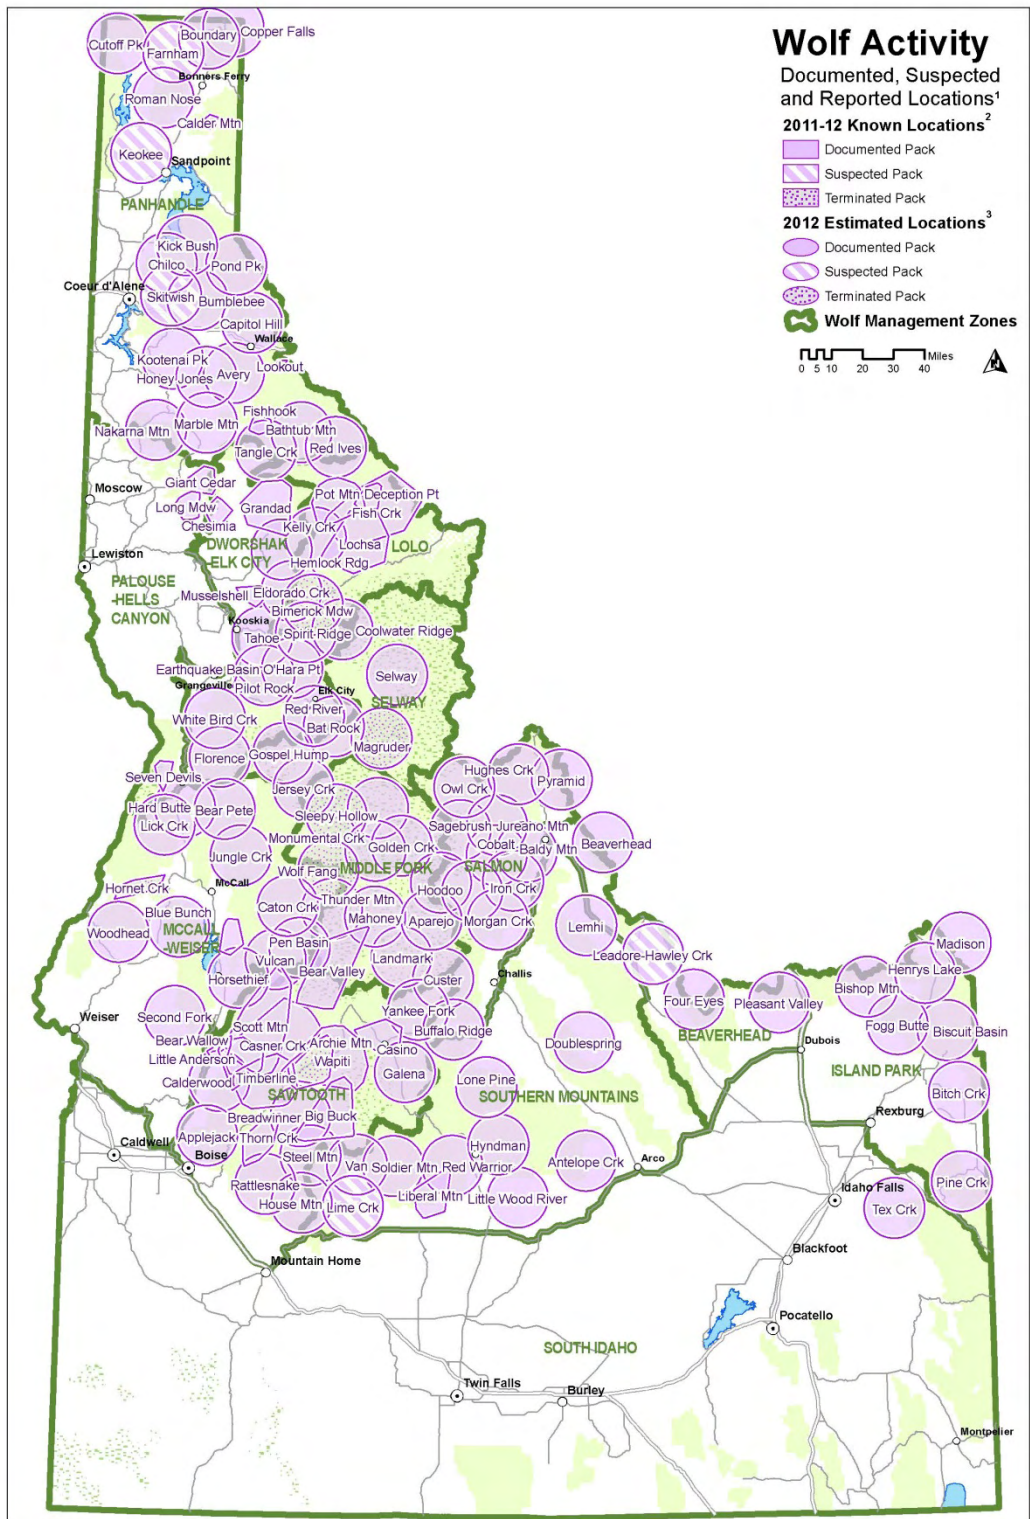 Wolf Activity
Documented, Suspected
and Reported Locations¹
2011-12 Known Locations²
Documented Pack
Suspected Pack
Terminated Pack
2012 Estimated Locations³
Documented Pack
Suspected Pack
Terminated Pack
Wolf Management Zones
0 5 10 20 30 40 Miles
Cutoff Pk
Farnham
Boundary
Copper Falls
Bonners Ferry
Roman Nose
Calder Mtn
Keokee
Sandpoint
PANHANDLE
Kick Bush
Chilco
Pond Pk
Coeur d'Alene
Skitwish
Bumblebee
Capitol Hill
Wallace
Kootenai Pk
Lookout
Honey Jones
Avery
Fishhook
Nakarna Mtn
Marble Mtn
Bathtub Mtn
Tangle Crk
Red Ives
Giant Cedar
Moscow
Pot Mtn
Deception Pt
Long Mdw
Grandad
Fish Crk
Chesimia
Kelly Crk
DWORSHAK
-ELK CITY
Lochsa
LOLO
Lewiston
Hemlock Rdg
PALOUSE
-HELLS
CANYON
Musselshell
Eldorado Crk
Bimerick Mdw
Kooskia
Tahoe
Spirit Ridge
Coolwater Ridge
Earthquake Basin
O'Hara Pt
Selway
Grangeville
Pilot Rock
Elk City
SELWAY
White Bird Crk
Red River
Bat Rock
Magruder
Florence
Gospel Hump
Seven Devils
Hughes Crk
Pyramid
Jersey Crk
Owl Crk
Hard Butte
Bear Pete
Sleepy Hollow
Lick Crk
Sagebrush
Jureano Mtn
Monumental Crk
Golden Crk
Cobalt
Baldy Mtn
Beaverhead
Jungle Crk
Wolf Fang
MIDDLE FORK
SALMON
Hornet Crk
McCall
Hoodoo
Iron Crk
Thunder Mtn
Caton Crk
Mahoney
Aparejo
Morgan Crk
Blue Bunch
Woodhead
MCCALL
-WEISER
Lemhi
Pen Basin
Vulcan
Bear Valley
Landmark
Leadore-Hawley Crk
Madison
Horsethief
Custer
Challis
Henrys Lake
Bishop Mtn
Four Eyes
Pleasant Valley
Second Fork
Yankee Fork
Weiser
Scott Mtn
Buffalo Ridge
BEAVERHEAD
Fogg Butte
Biscuit Basin
Bear Wallow
Casner Crk
Archie Mtn
Casino
Doublespring
Dubois
Little Anderson
Wapiti
ISLAND PARK
Calderwood
Timberline
Galena
Lone Pine
SAWTOOTH
SOUTHERN MOUNTAINS
Bitch Crk
Breadwinner
Big Buck
Rexburg
Applejack
Thorn Crk
Caldwell
Hyndman
Boise
Steel Mtn
Van
Soldier Mtn
Red Warrior
Antelope Crk
Arco
Rattlesnake
Idaho Falls
Pine Crk
House Mtn
Lime Crk
Liberal Mtn
Little Wood River
Tex Crk
Mountain Home
Blackfoot
Pocatello
SOUTH IDAHO
Twin Falls
Burley
Montpelier